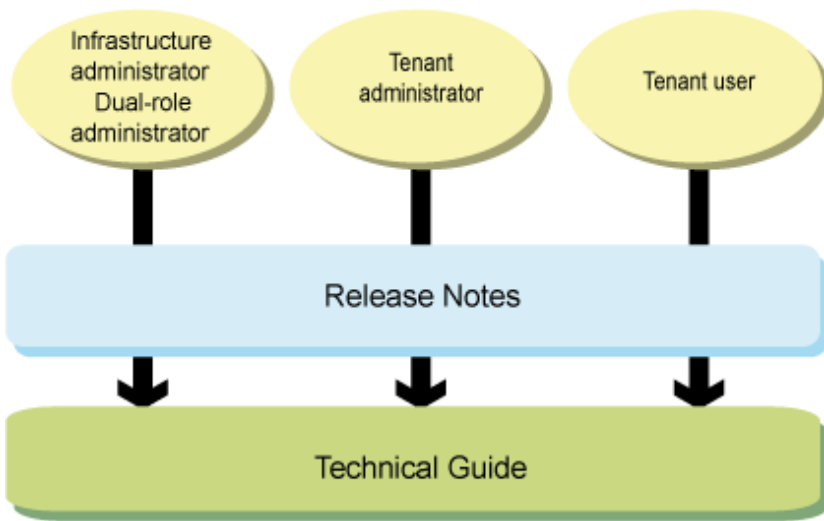 Infrastructure
administrator
Dual-role
administrator
Tenant
administrator
Tenant user
Release Notes
Technical Guide